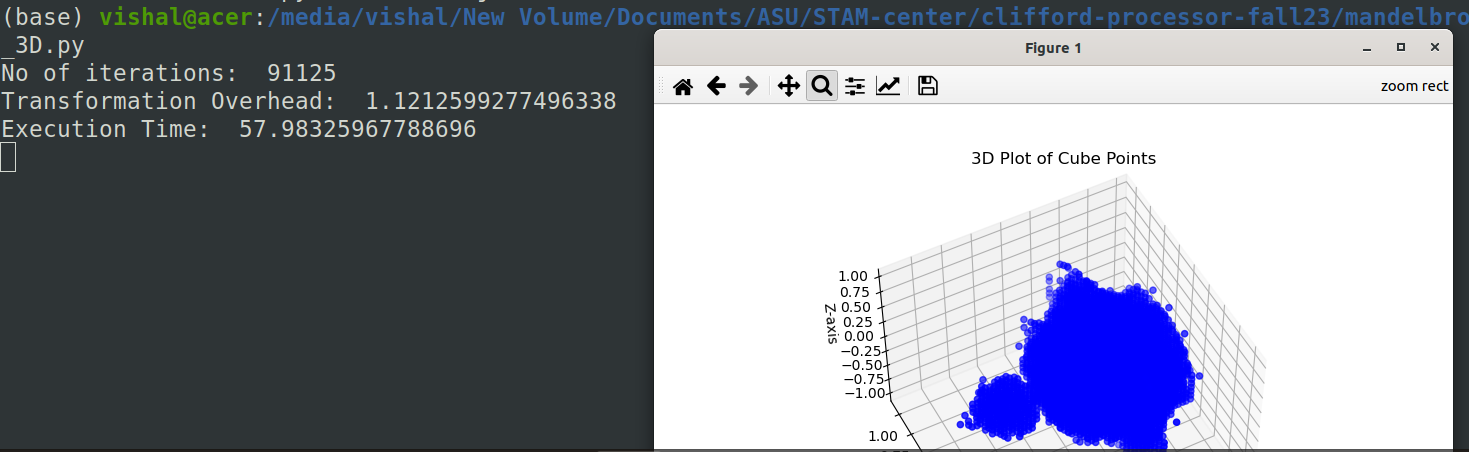 (base) vishal@acer:/media/vishal/New Volume/Documents/ASU/STAM-center/clifford-processor-fall23/mandelbro
_3D.py
No of iterations:  91125
Transformation Overhead:  1.1212599277496338
Execution Time:  57.98325967788696
Figure 1
zoom rect
3D Plot of Cube Points
1.00
0.75
0.50
0.25
0.00
−0.25
−0.50
−0.75
−1.00
Z-axis
1.00